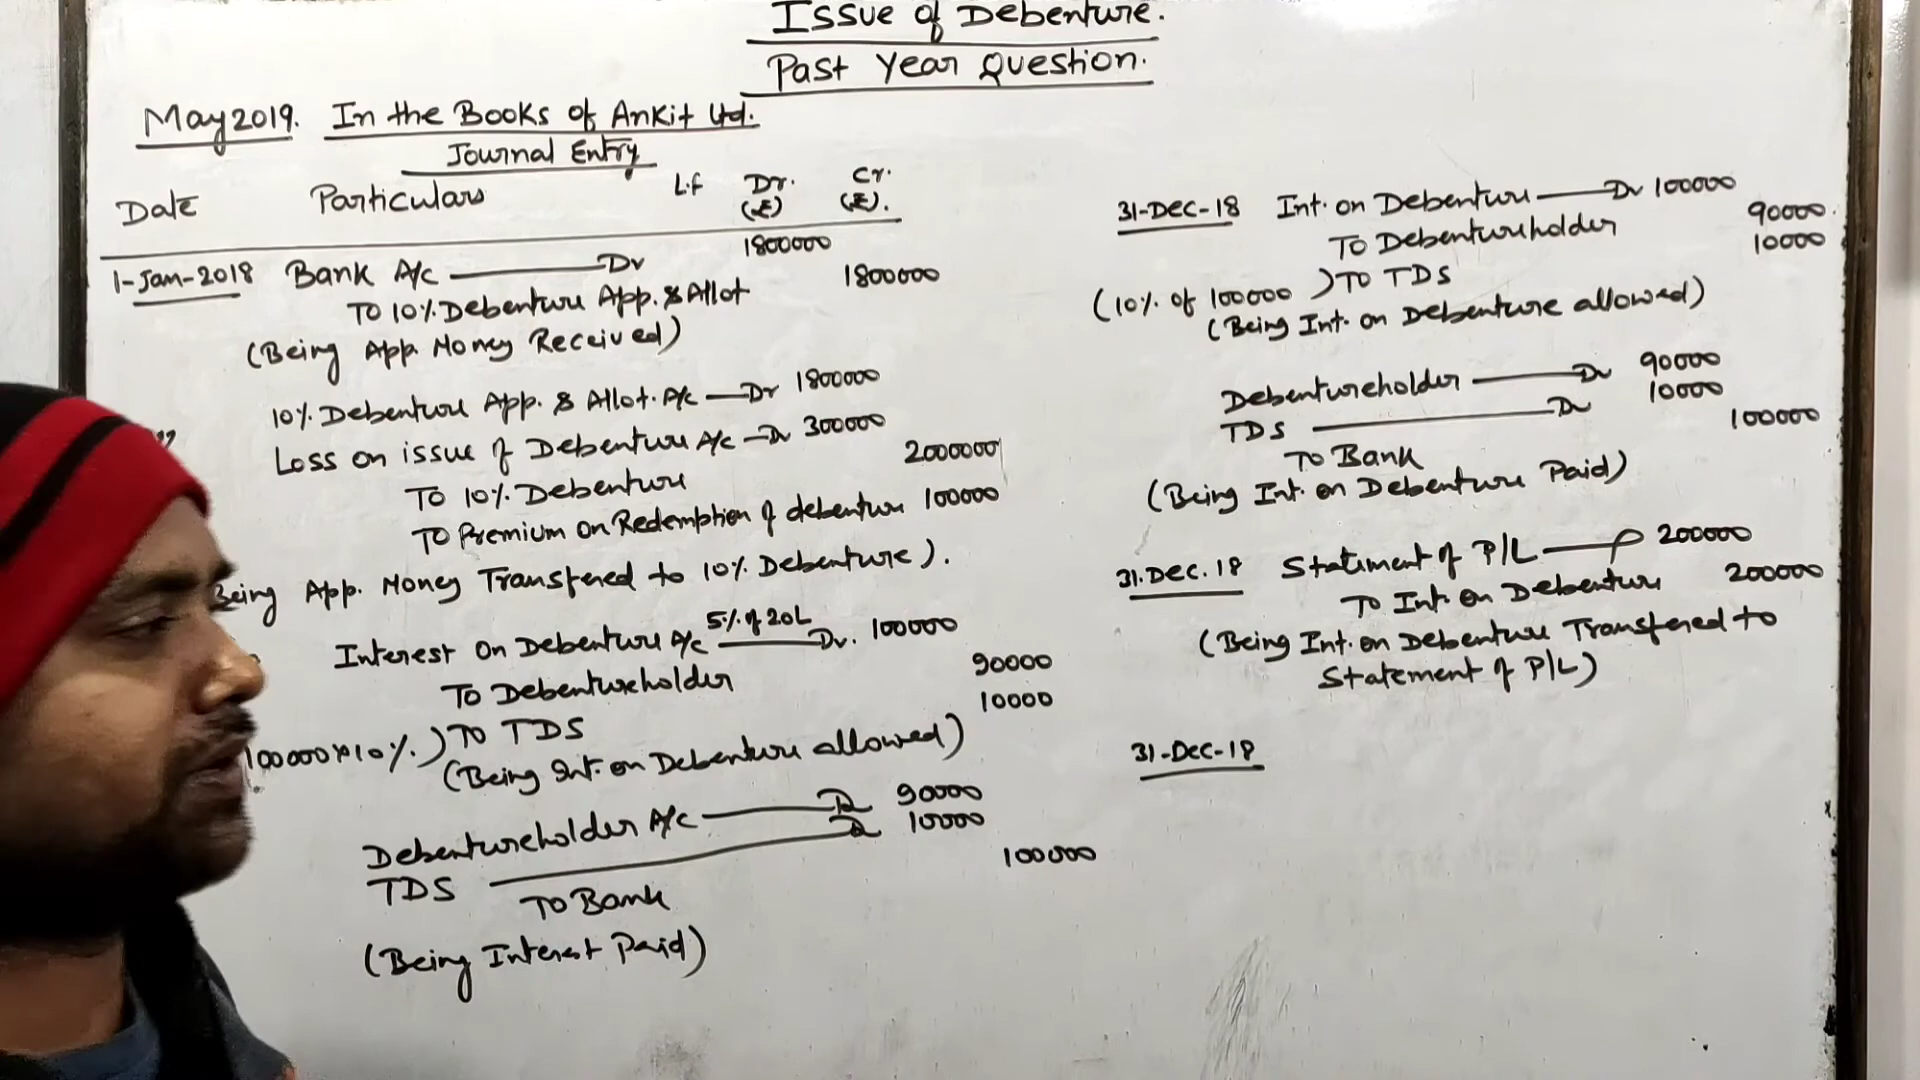 Issue of Debenture.
Past Year Question.
May 2019. In the Books of Ankit Ltd.
Journal Entry
Date Particulars L.f Dr. (₹) Cr. (₹).
1-Jan-2018 Bank A/c Dr 1800000
To 10% Debenture App. & Allot 1800000
(Being App. Money Received)
10% Debenture App. & Allot. A/c Dr 1800000
Loss on issue of Debenture A/c Dr 300000
To 10% Debenture 2000000
To Premium on Redemption of debenture 100000
Being App. Money Transfered to 10% Debenture).
Interest on Debenture A/c 5% of 20L Dr. 100000
To Debentureholder 90000
100000×10%.) To TDS 10000
(Being Int. on Debenture allowed)
Debentureholder A/c Dr 90000
TDS Dr 10000
To Bank 100000
(Being Interest Paid)
31-Dec-18 Int. on Debenture Dr 100000
To Debentureholder 90000.
(10% of 100000) To TDS 10000
(Being Int. on Debenture allowed)
Debentureholder Dr 90000
TDS Dr 10000
To Bank 100000
(Being Int. on Debenture Paid)
31.Dec.18 Statement of P/L 200000
To Int. on Debenture 200000
(Being Int. on Debenture Transfered to
Statement of P/L)
31-Dec-18